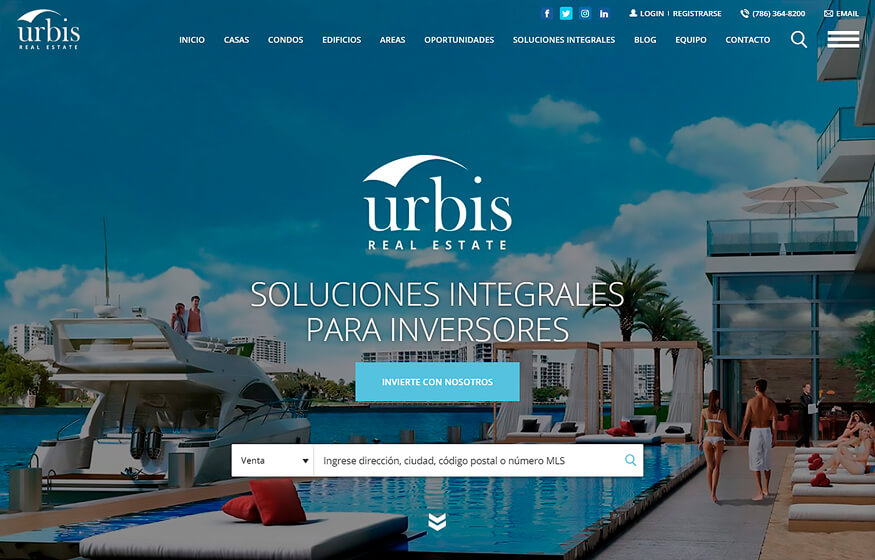 urbis
REAL ESTATE
LOGIN | REGISTRARSE
(786) 364-8200
EMAIL
INICIO CASAS CONDOS EDIFICIOS AREAS OPORTUNIDADES SOLUCIONES INTEGRALES BLOG EQUIPO CONTACTO
urbis
REAL ESTATE
SOLUCIONES INTEGRALES
PARA INVERSORES
INVIERTE CON NOSOTROS
Venta
Ingrese dirección, ciudad, código postal o número MLS